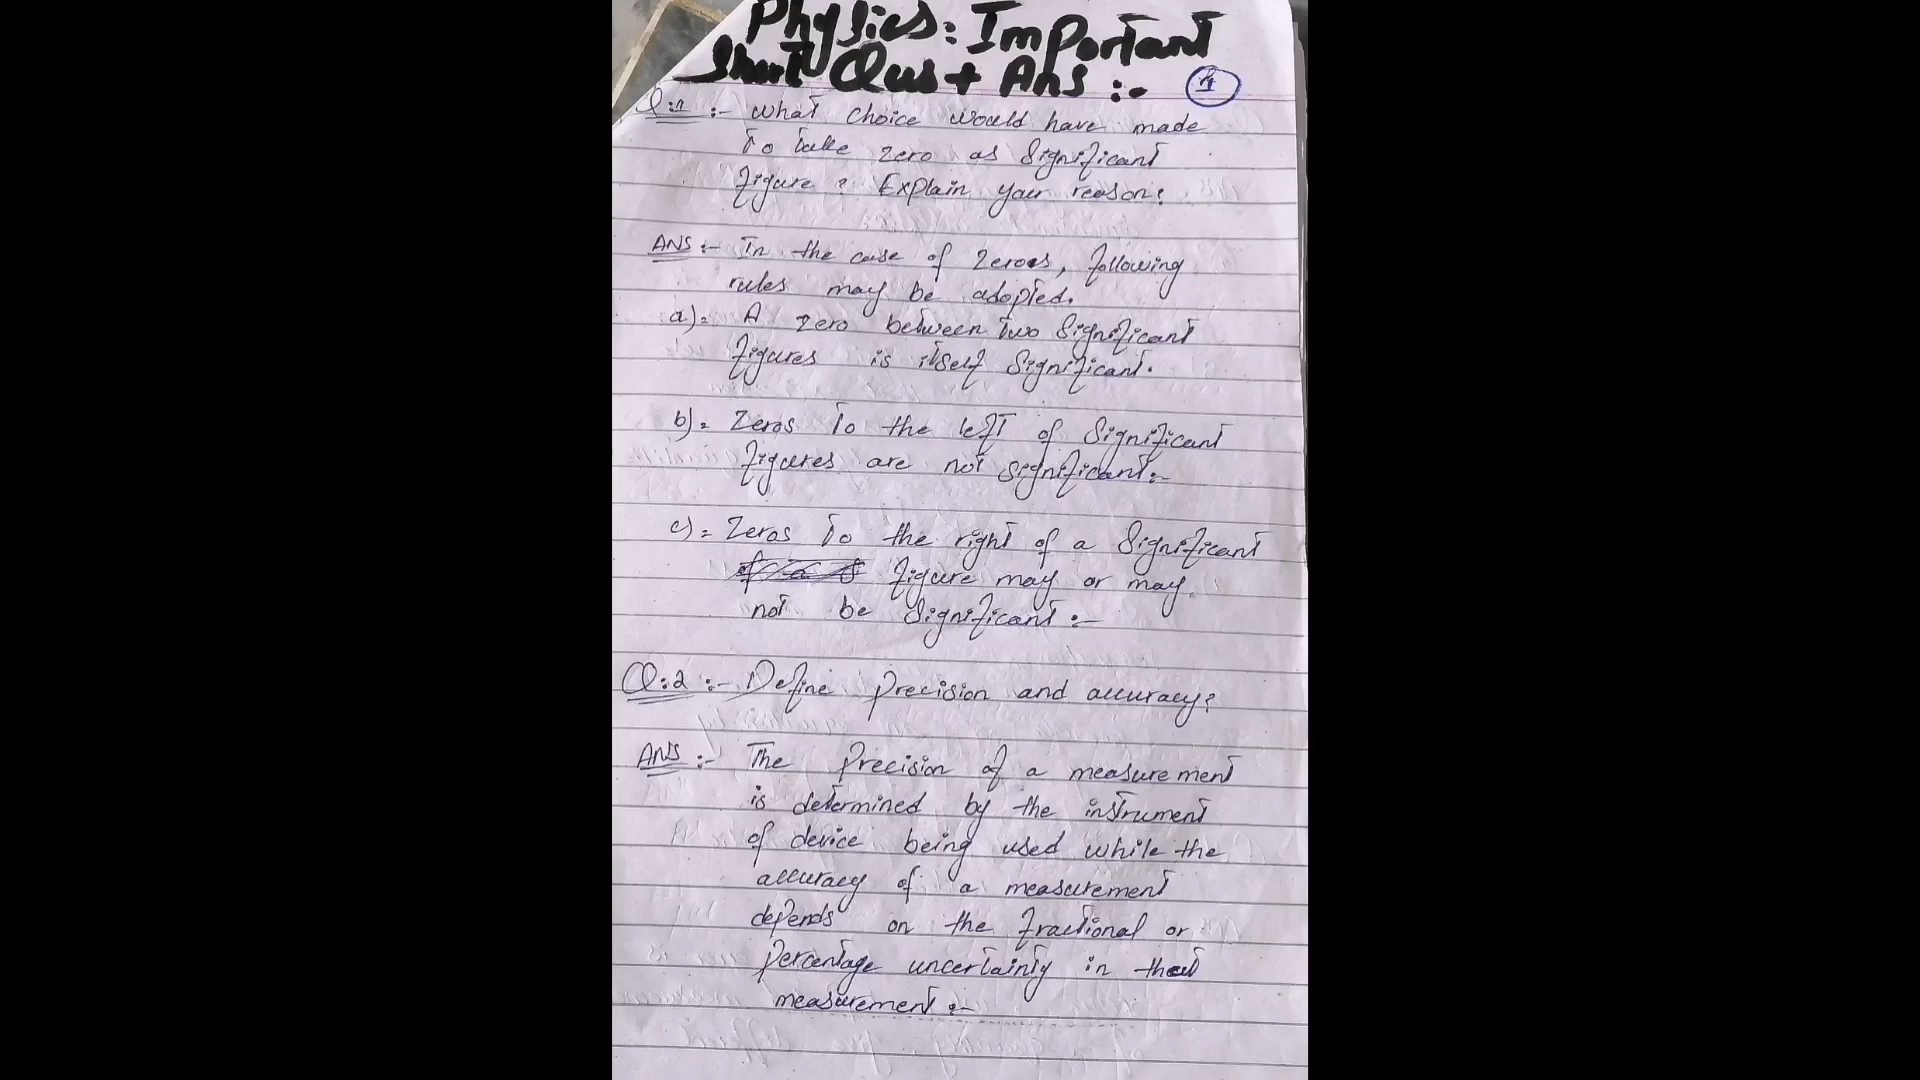 Physics: Important
Short Ques + Ans :-
Q:1 :- What choice would have made
To take zero as significant
figure? Explain your reason?
ANS :- In the case of zeroes, following
rules may be adopted.
a)= A zero between Two significant
figures is itself significant.
b)= Zeros To the left of significant
figures are not significant:-
c)= Zeros To the right of a significant
figure may or may
not be significant :-
Q:2 :- Define precision and accuracy?
ANS :- The Precision of a measurement
is determined by the instrument
of device being used while the
accuracy of a measurement
depends on the fractional or
percentage uncertainty in that
measurement :-